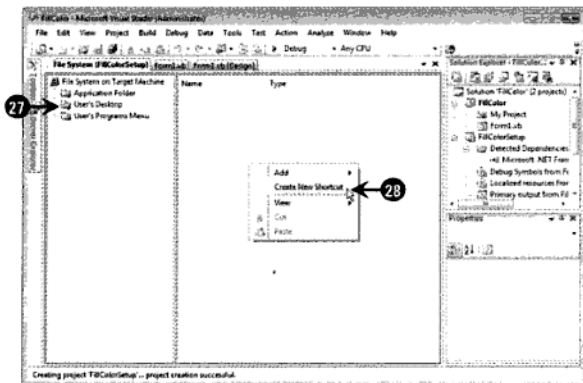 FillColor - Microsoft Visual Studio (Administrator)
File Edit View Project Build Debug Data Tools Test Action Analyze Window Help
Debug Any CPU
File System (FillColorSetup) Form1.vb Form1.vb [Design]
File System on Target Machine
Application Folder
User's Desktop
User's Programs Menu
Name Type
27
Add
Create New Shortcut
View
Cut
Paste
28
Solution Explorer - FillColor...
Solution 'FillColor' (2 projects)
FillColor
My Project
Form1.vb
FillColorSetup
Detected Dependencies
Microsoft .NET Fram
Debug Symbols from Fi
Localized resources from
Primary output from Fil
Properties
Creating project 'FillColorSetup'... project creation successful.